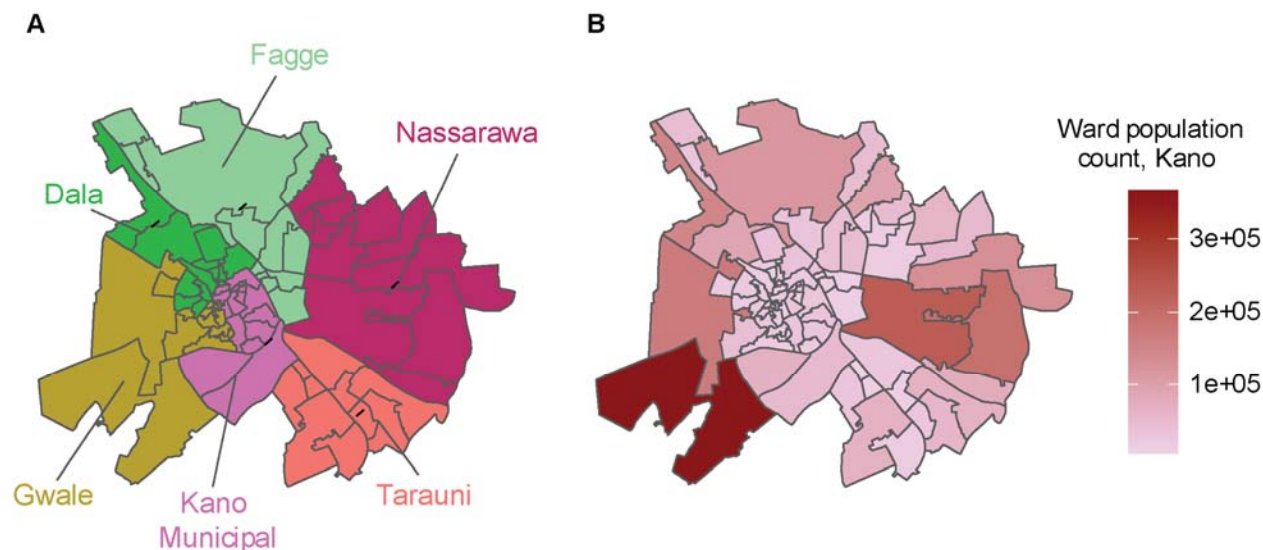 A
Fagge
Nassarawa
Dala
Gwale
Kano
Municipal
Tarauni
B
Ward population
count, Kano
3e+05
2e+05
1e+05